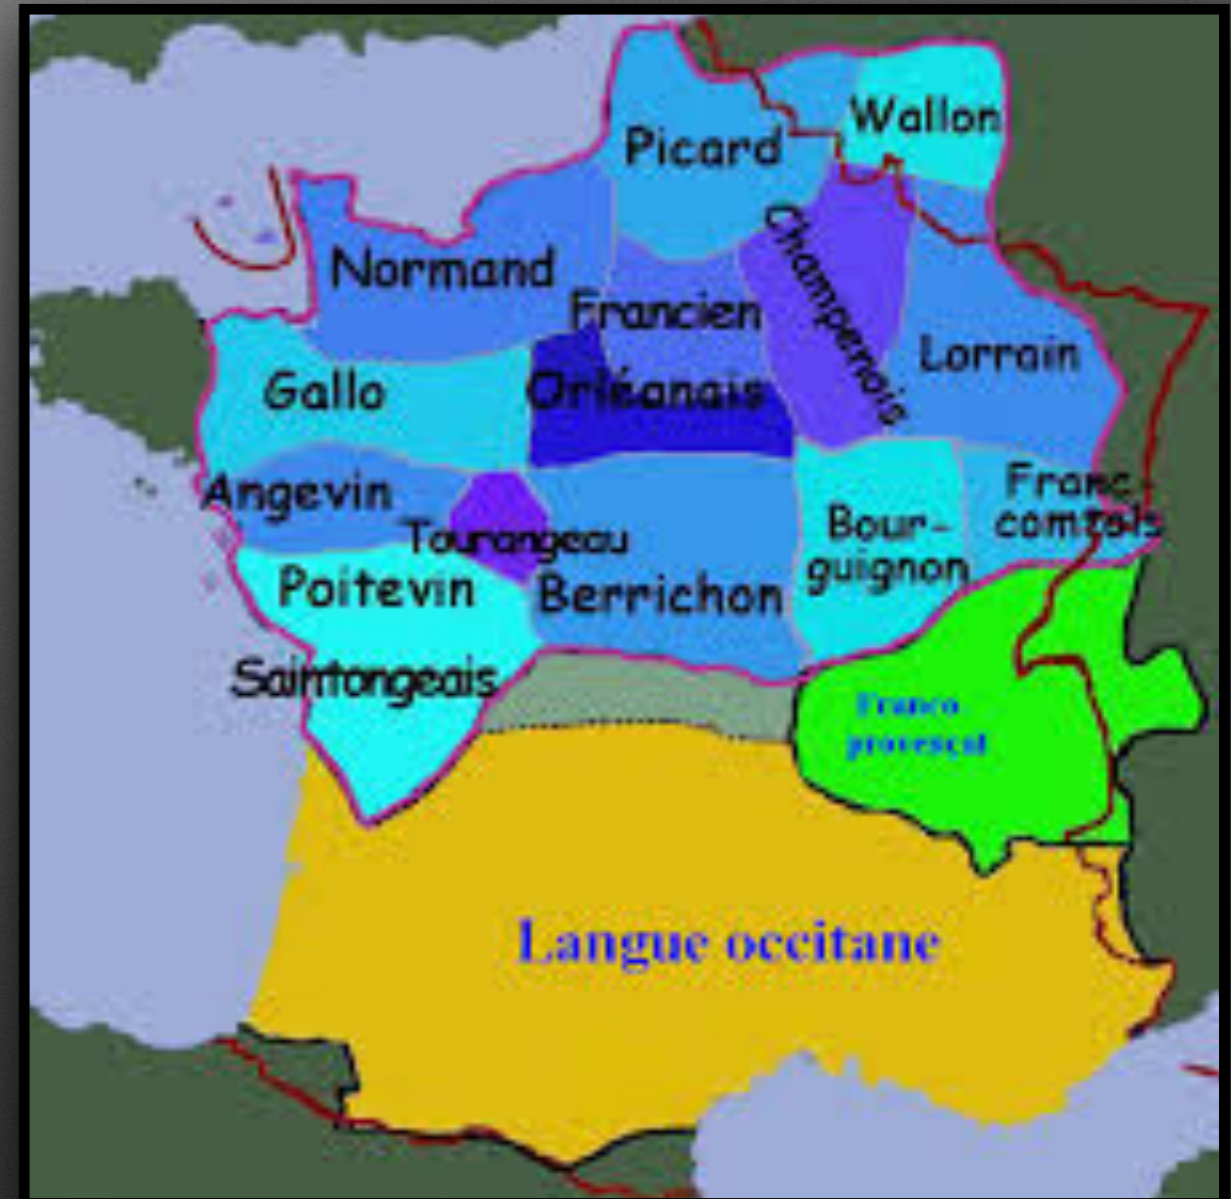 Wallon
Picard
Champenois
Normand
Francien
Lorrain
Gallo
Orléanais
Angevin
Franc-
comtois
Bour-
guignon
Tourangeau
Poitevin
Berrichon
Saintongeais
Franco
provençal
Langue occitane